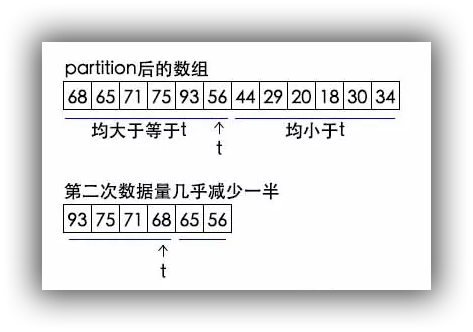 partition后的数组
68 65 71 75 93 56 44 29 20 18 30 34
均大于等于t ↑ 均小于t
t
第二次数据量几乎减少一半
93 75 71 68 65 56
↑
t